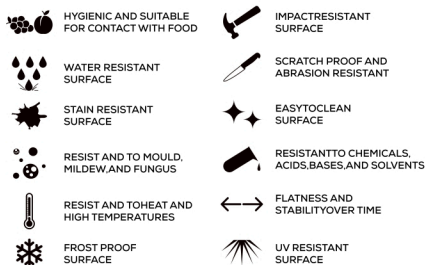 HYGIENIC AND SUITABLE
FOR CONTACT WITH FOOD
WATER RESISTANT
SURFACE
STAIN RESISTANT
SURFACE
RESIST AND TO MOULD,
MILDEW,AND FUNGUS
RESIST AND TOHEAT AND
HIGH TEMPERATURES
FROST PROOF
SURFACE
IMPACTRESISTANT
SURFACE
SCRATCH PROOF AND
ABRASION RESISTANT
EASYTOCLEAN
SURFACE
RESISTANTTO CHEMICALS,
ACIDS,BASES,AND SOLVENTS
FLATNESS AND
STABILITYOVER TIME
UV RESISTANT
SURFACE